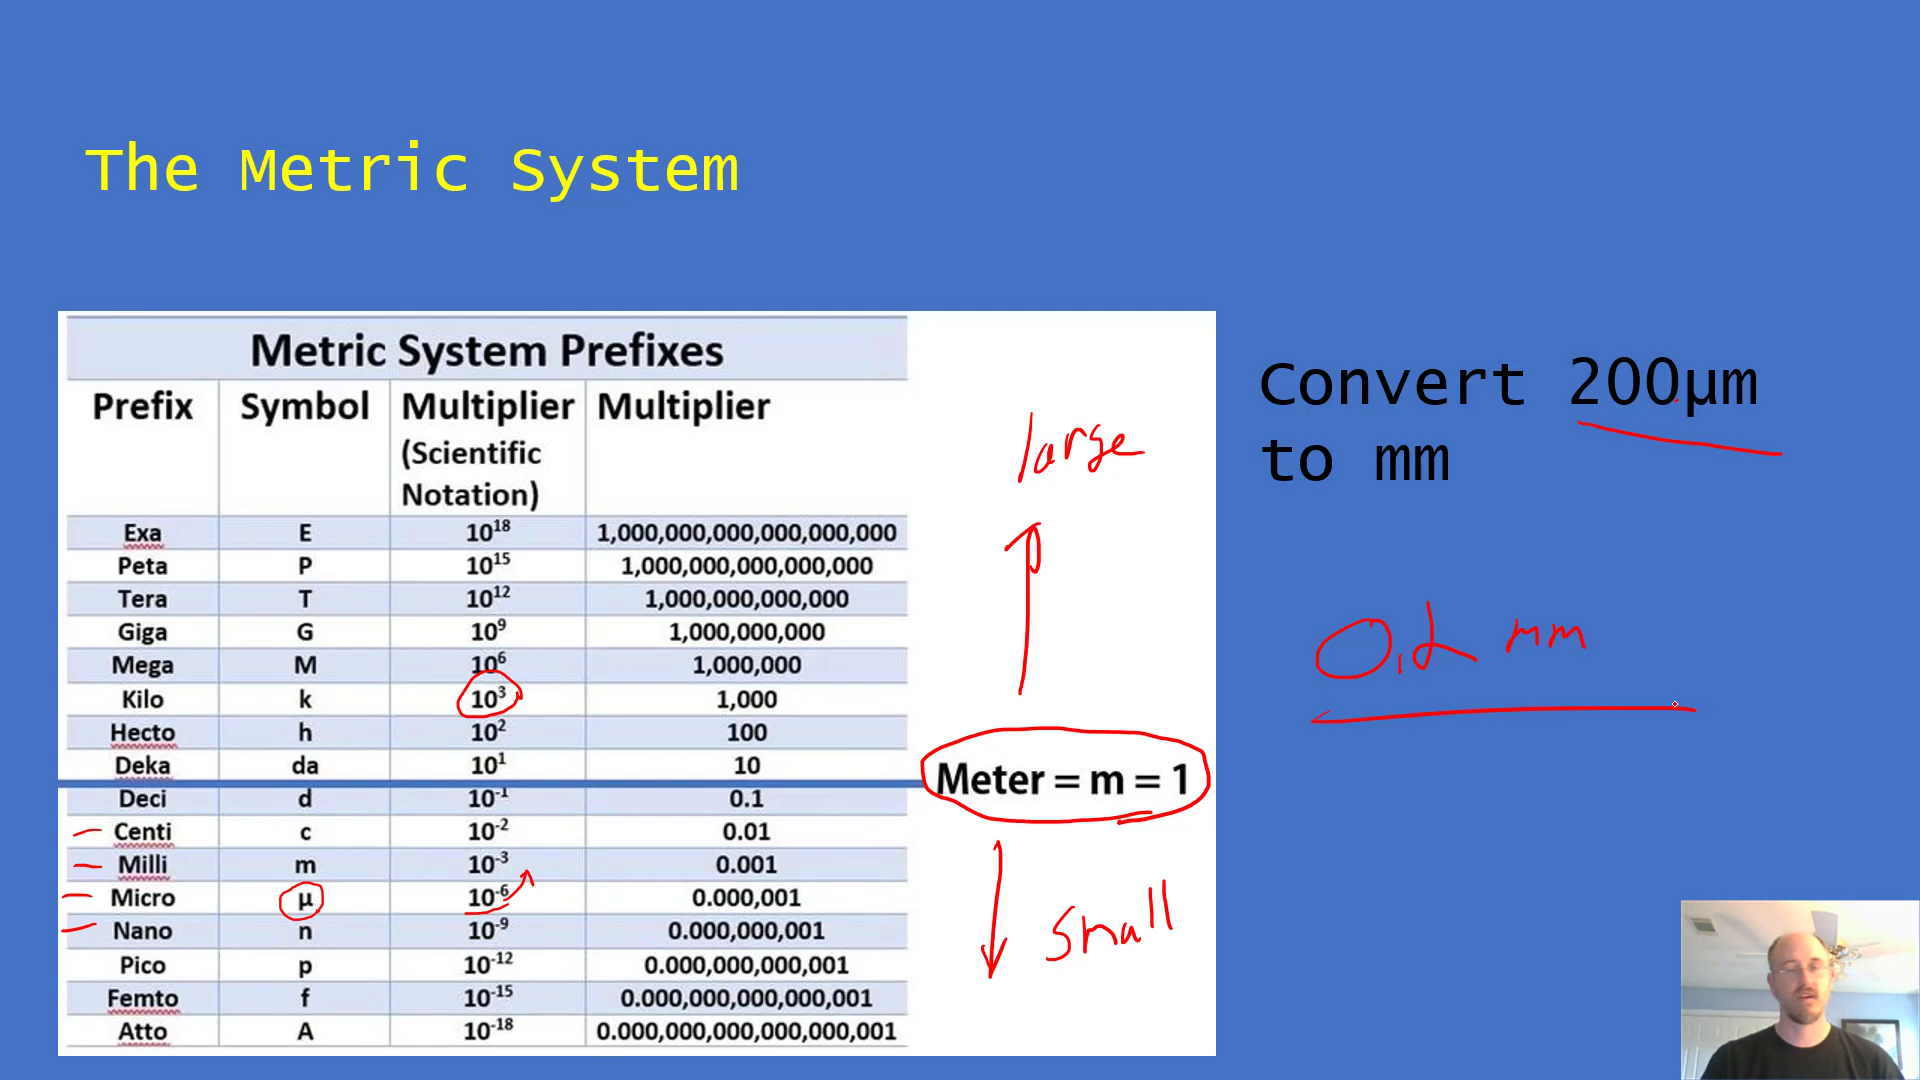 The Metric System
Metric System Prefixes
Prefix Symbol Multiplier (Scientific Notation) Multiplier
Exa E 10^18 1,000,000,000,000,000,000
Peta P 10^15 1,000,000,000,000,000
Tera T 10^12 1,000,000,000,000
Giga G 10^9 1,000,000,000
Mega M 10^6 1,000,000
Kilo k 10^3 1,000
Hecto h 10^2 100
Deka da 10^1 10
Deci d 10^-1 0.1
Centi c 10^-2 0.01
Milli m 10^-3 0.001
Micro μ 10^-6 0.000,001
Nano n 10^-9 0.000,000,001
Pico p 10^-12 0.000,000,000,001
Femto f 10^-15 0.000,000,000,000,001
Atto A 10^-18 0.000,000,000,000,000,001
large
Meter = m = 1
small
Convert 200μm
to mm
0.2 mm